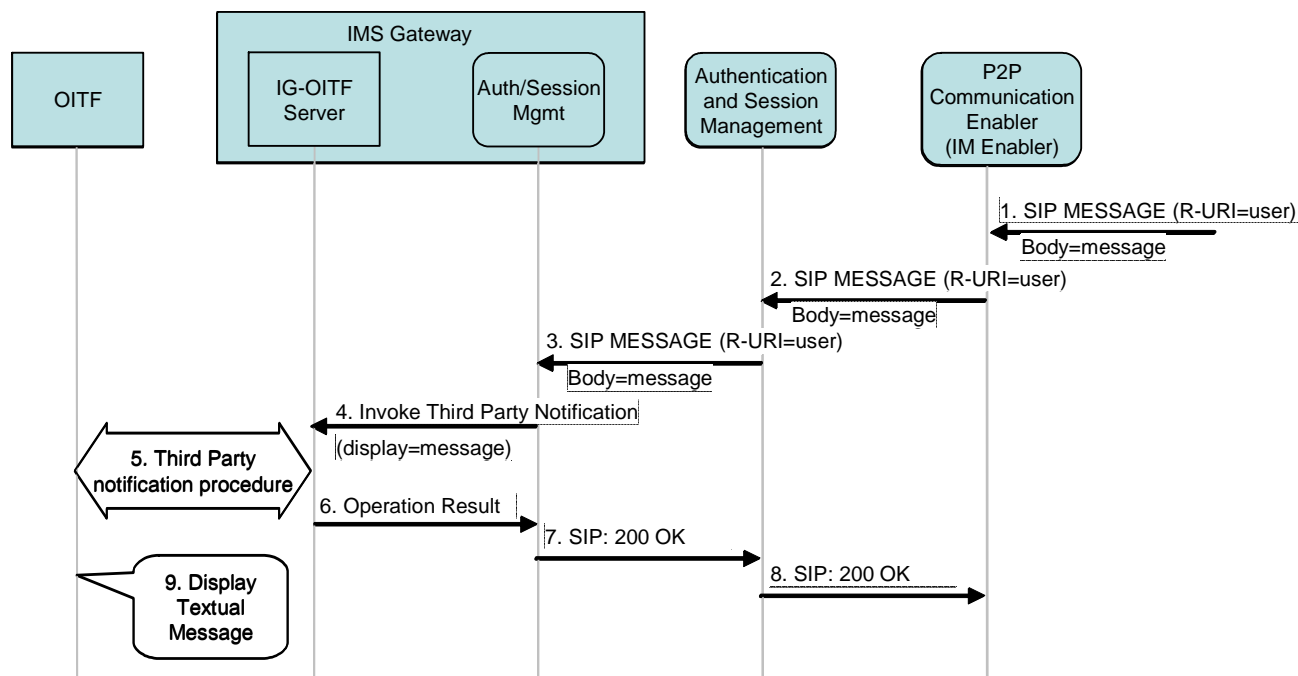 IMS Gateway
OITF
IG-OITF
Server
Auth/Session
Mgmt
Authentication
and Session
Management
P2P
Communication
Enabler
(IM Enabler)
1. SIP MESSAGE (R-URI=user)
Body=message
2. SIP MESSAGE (R-URI=user)
Body=message
3. SIP MESSAGE (R-URI=user)
Body=message
4. Invoke Third Party Notification
(display=message)
5. Third Party
notification procedure
6. Operation Result
7. SIP: 200 OK
8. SIP: 200 OK
9. Display
Textual
Message